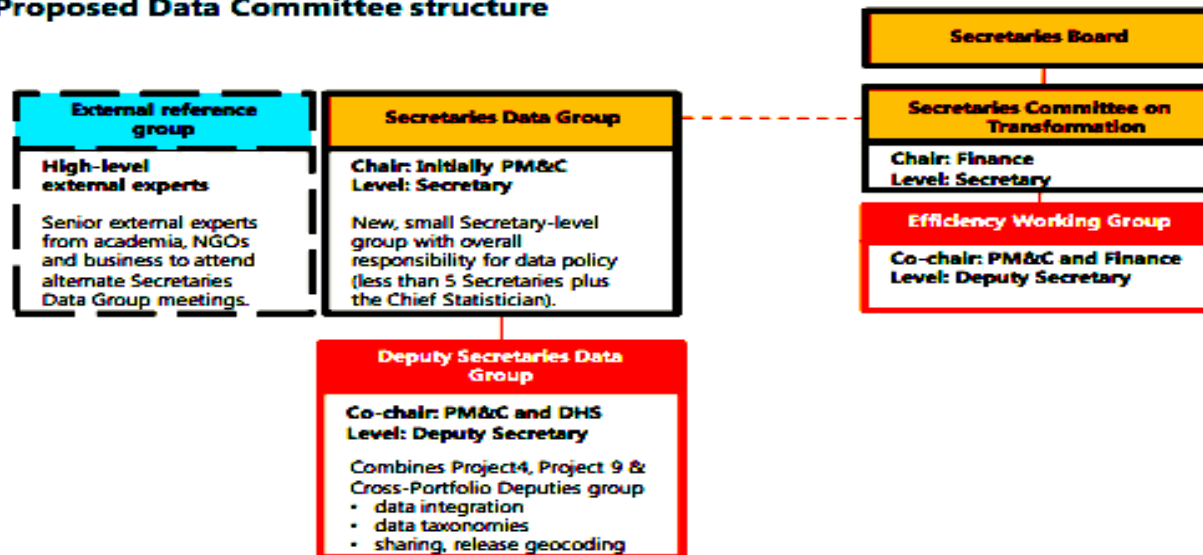 Proposed Data Committee structure
External reference
group
High-level
external experts
Senior external experts
from academia, NGOs
and business to attend
alternate Secretaries
Data Group meetings.
Secretaries Data Group
Chair: Initially PM&C
Level: Secretary
New, small Secretary-level
group with overall
responsibility for data policy
(less than 5 Secretaries plus
the Chief Statistician).
Deputy Secretaries Data
Group
Co-chair: PM&C and DHS
Level: Deputy Secretary
Combines Project4, Project 9 &
Cross-Portfolio Deputies group
• data integration
• data taxonomies
• sharing, release geocoding
Secretaries Board
Secretaries Committee on
Transformation
Chair: Finance
Level: Secretary
Efficiency Working Group
Co-chair: PM&C and Finance
Level: Deputy Secretary